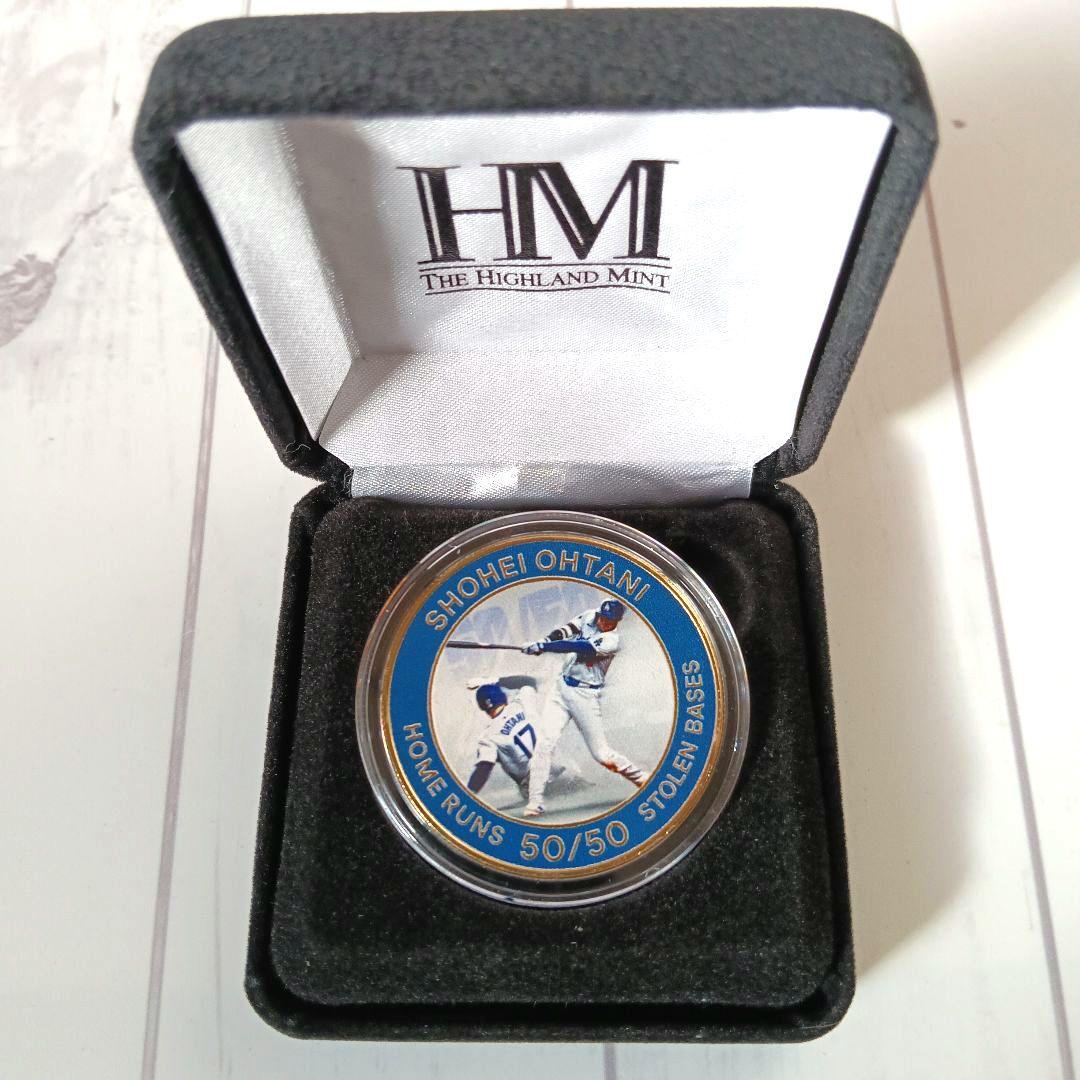 HM
THE HIGHLAND MINT
SHOHEI OHTANI
OHTANI
17
HOME RUNS 50/50 STOLEN BASES